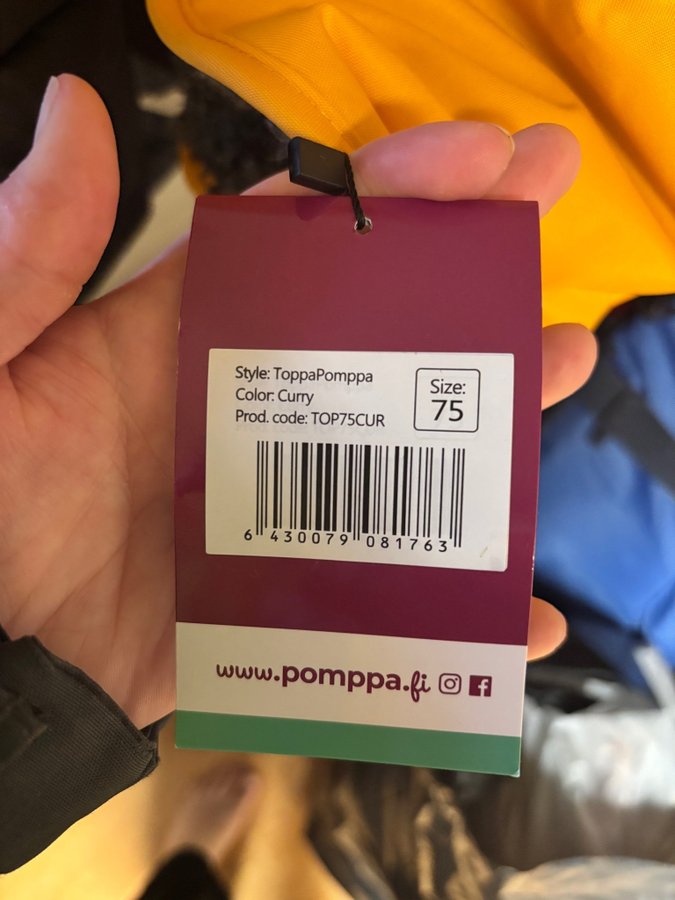 Style: ToppaPomppa
Color: Curry
Prod. code: TOP75CUR
Size:
75
6 430079 081763
www.pomppa.fi